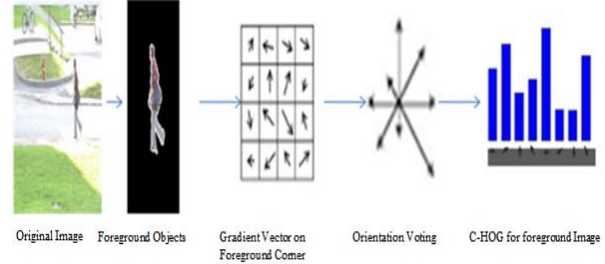 Original Image
Foreground Objects
Gradient Vector on
Foreground Corner
Orientation Voting
C-HOG for foreground Image